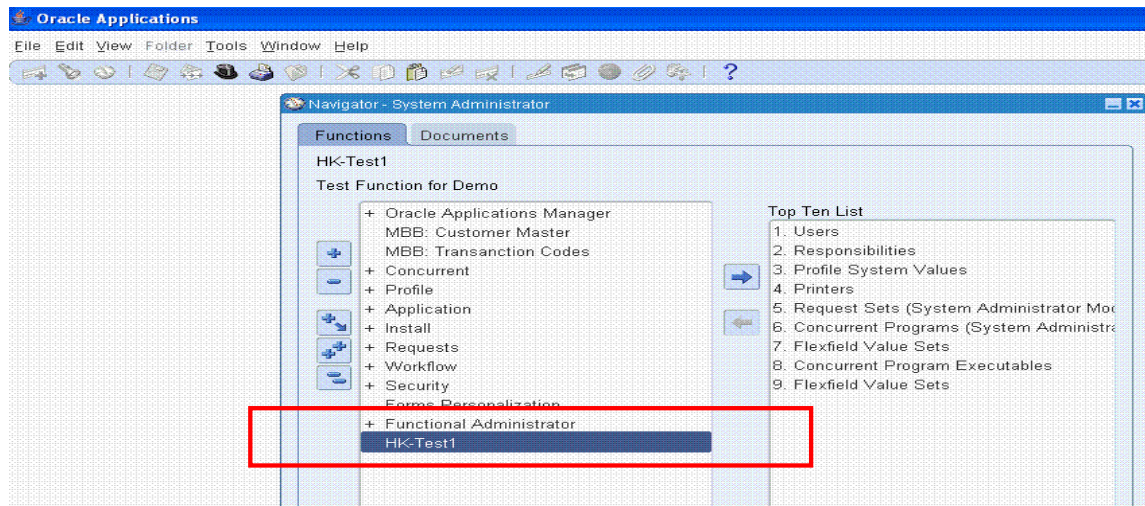 Oracle Applications
File Edit View Folder Tools Window Help
Navigator - System Administrator
Functions Documents
HK-Test1
Test Function for Demo
+ Oracle Applications Manager
MBB: Customer Master
MBB: Transanction Codes
+ Concurrent
+ Profile
+ Application
+ Install
+ Requests
+ Workflow
+ Security
Forms Personalization
+ Functional Administrator
HK-Test1
Top Ten List
1. Users
2. Responsibilities
3. Profile System Values
4. Printers
5. Request Sets (System Administrator Mod
6. Concurrent Programs (System Administra
7. Flexfield Value Sets
8. Concurrent Program Executables
9. Flexfield Value Sets